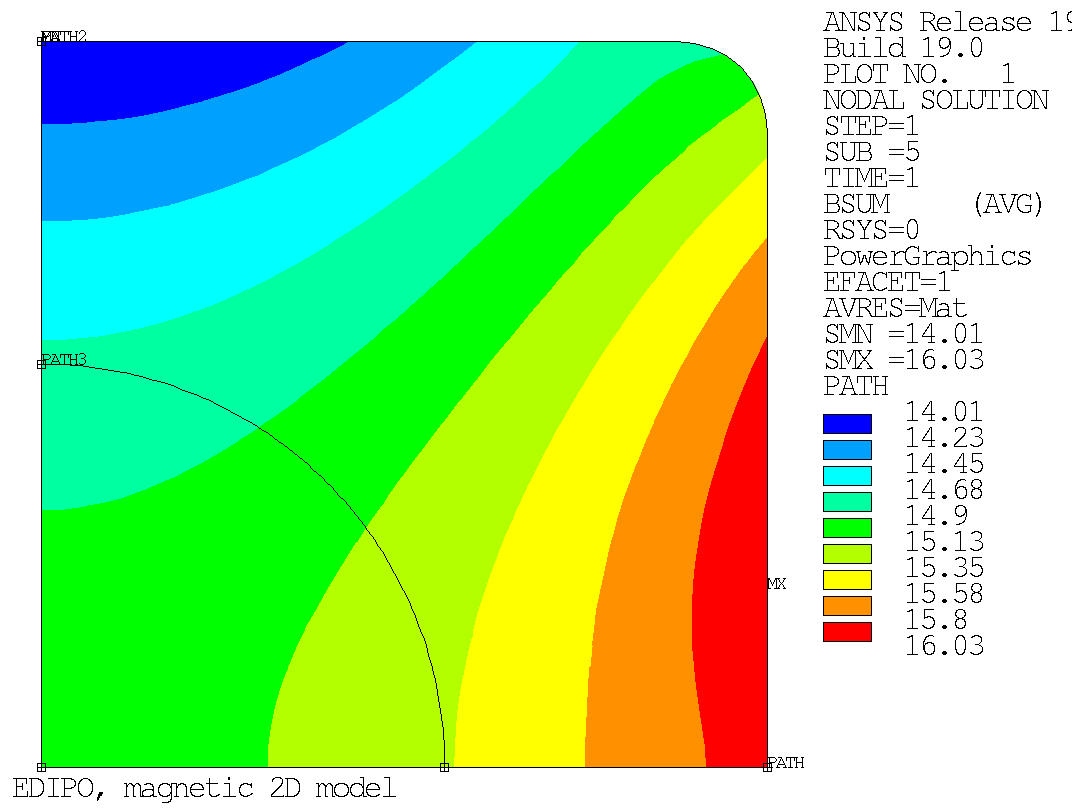 PATH2
ANSYS Release 19
Build 19.0
PLOT NO. 1
NODAL SOLUTION
STEP=1
SUB =5
TIME=1
BSUM (AVG)
RSYS=0
PowerGraphics
EFACET=1
AVRES=Mat
SMN =14.01
SMX =16.03
PATH
14.01
14.23
14.45
14.68
14.9
15.13
15.35
15.58
15.8
16.03
PATH3
MX
PATH
EDIPO, magnetic 2D model